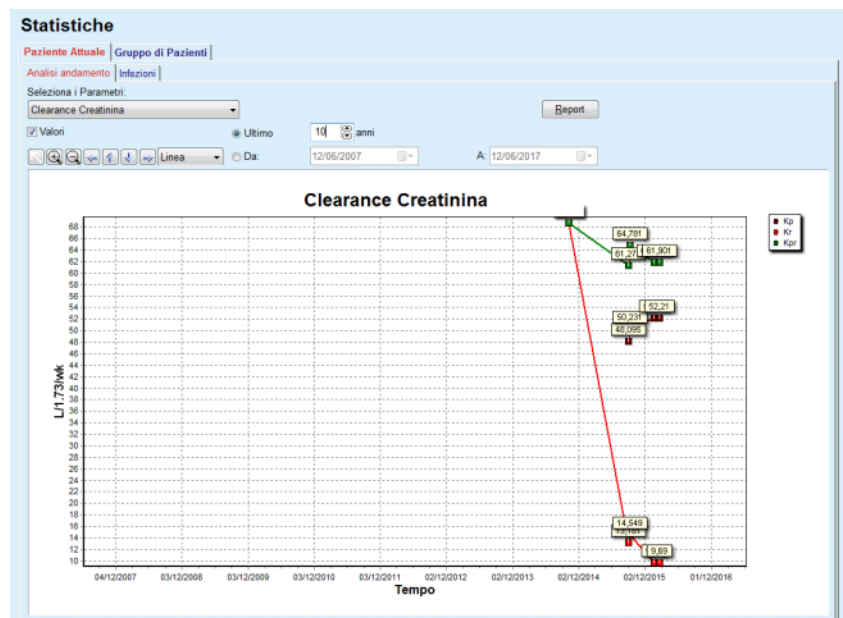 Statistiche
Paziente Attuale Gruppo di Pazienti
Analisi andamento Infezioni
Seleziona i Parametri:
Clearance Creatinina
Report
Valori Ultimo 10 anni
Linea Da: 12/06/2007 A: 12/06/2017
Clearance Creatinina
Kp
Kr
Kpr
68
66
64
62
60
58
56
54
52
50
48
46
44
42
40
38
36
34
32
30
28
26
24
22
20
18
16
14
12
10
L/1.73/wk
64,781
61,27 61,901
52,21
50,231
48,095
14,549
9,69
04/12/2007 03/12/2008 03/12/2009 03/12/2010 03/12/2011 02/12/2012 02/12/2013 02/12/2014 02/12/2015 01/12/2016
Tempo